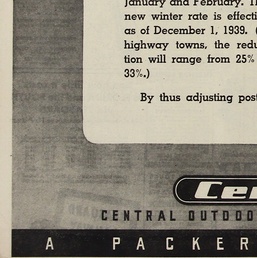 January and February. T
new winter rate is effecti
as of December 1, 1939. (
highway towns, the redu
tion will range from 25%
33%.)
By thus adjusting post
Ce
CENTRAL OUTDOO
A PACKER